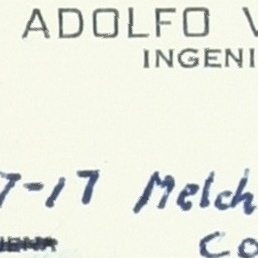 ADOLFO V
INGENI
7-17 Melch
Co